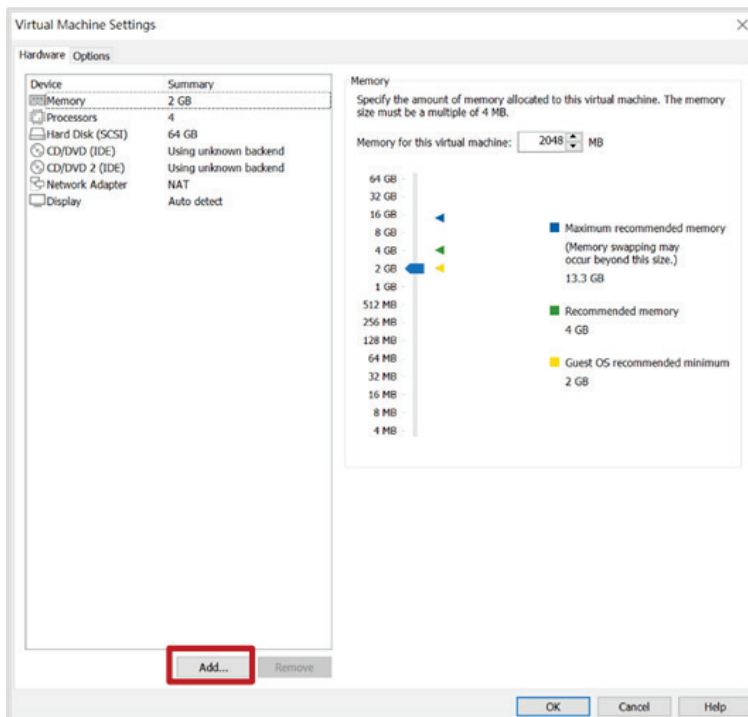 Virtual Machine Settings
Hardware Options
Device Summary
Memory 2 GB
Processors 4
Hard Disk (SCSI) 64 GB
CD/DVD (IDE) Using unknown backend
CD/DVD 2 (IDE) Using unknown backend
Network Adapter NAT
Display Auto detect
Add... Remove
Memory
Specify the amount of memory allocated to this virtual machine. The memory
size must be a multiple of 4 MB.
Memory for this virtual machine: 2048 MB
64 GB
32 GB
16 GB
8 GB
4 GB
2 GB
1 GB
512 MB
256 MB
128 MB
64 MB
32 MB
16 MB
8 MB
4 MB
Maximum recommended memory
(Memory swapping may
occur beyond this size.)
13.3 GB
Recommended memory
4 GB
Guest OS recommended minimum
2 GB
OK Cancel Help